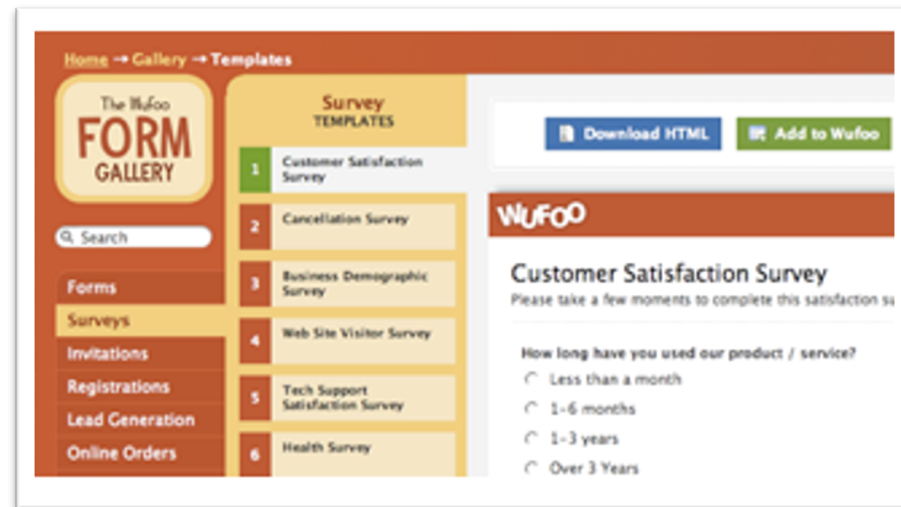 Home → Gallery → Templates
The Wufoo
FORM
GALLERY
Search
Forms
Surveys
Invitations
Registrations
Lead Generation
Online Orders
Survey
TEMPLATES
1
Customer Satisfaction
Survey
2
Cancellation Survey
3
Business Demographic
Survey
4
Web Site Visitor Survey
5
Tech Support
Satisfaction Survey
6
Health Survey
Download HTML
Add to Wufoo
WUFOO
Customer Satisfaction Survey
Please take a few moments to complete this satisfaction su
How long have you used our product / service?
Less than a month
1-6 months
1-3 years
Over 3 Years